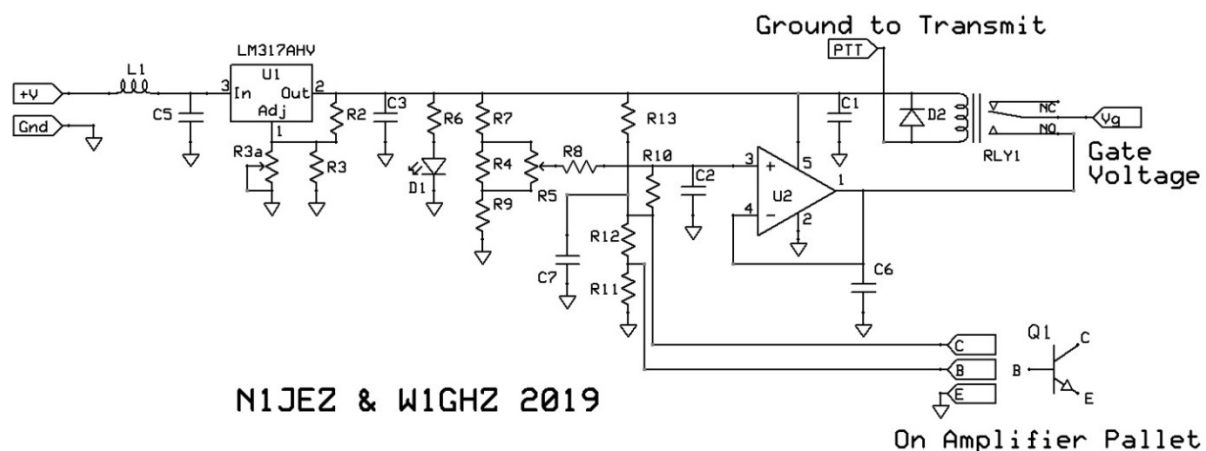 Ground to Transmit
PTT
LM317AHV
L1
U1
3 In Out 2
Adj
1
+V
Gnd
C5
R3a
R3
R2
C3
R6
D1
R7
R4
R9
R5
R8
R13
R10
C2
C7
R12
R11
3
+
4
-
U2
5
2
1
C1
D2
RLY1
NC
NO
Vg
Gate
Voltage
C6
C
B
E
Q1
C
B
E
N1JEZ & W1GHZ 2019
On Amplifier Pallet